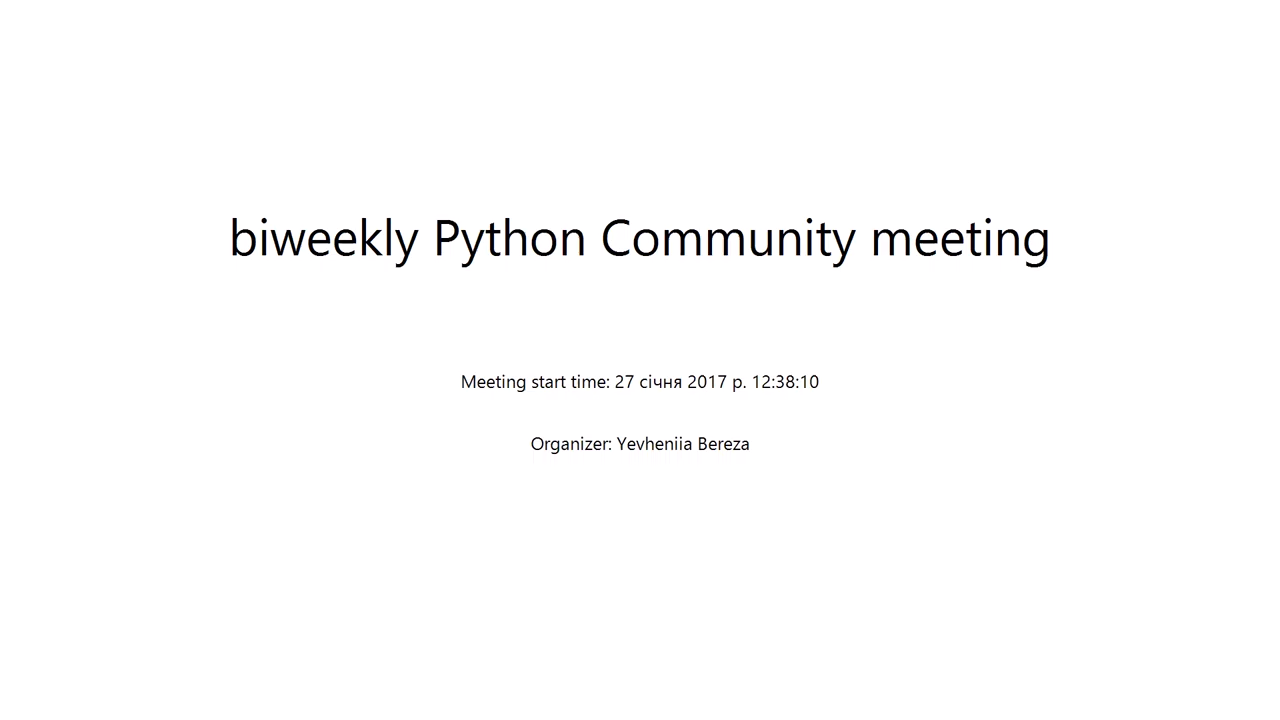 biweekly Python Community meeting
Meeting start time: 27 січня 2017 р. 12:38:10
Organizer: Yevheniia Bereza